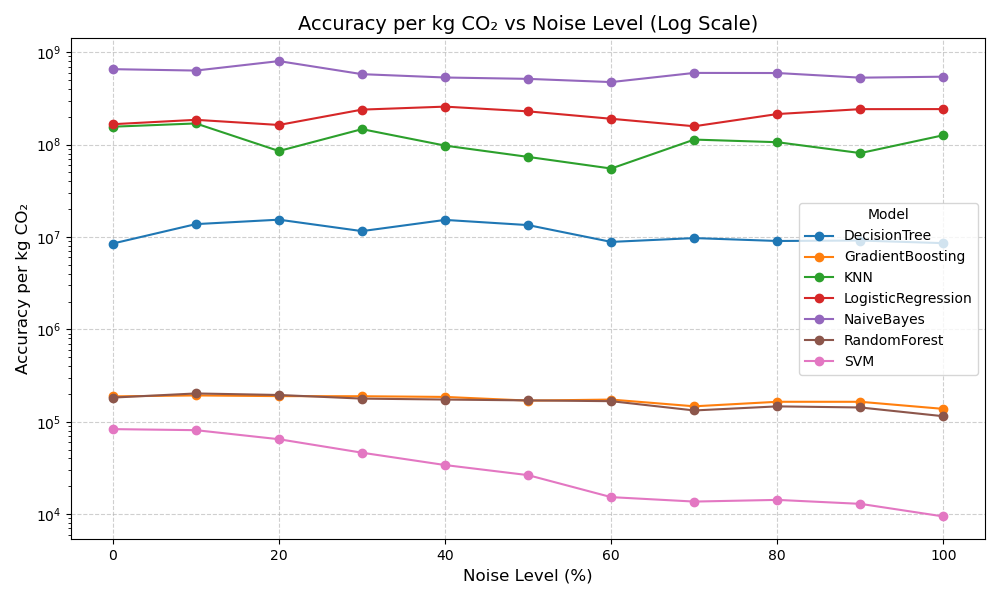 Accuracy per kg CO₂ vs Noise Level (Log Scale)
Accuracy per kg CO₂
10⁹
10⁸
10⁷
10⁶
10⁵
10⁴
Model
DecisionTree
GradientBoosting
KNN
LogisticRegression
NaiveBayes
RandomForest
SVM
0 20 40 60 80 100
Noise Level (%)